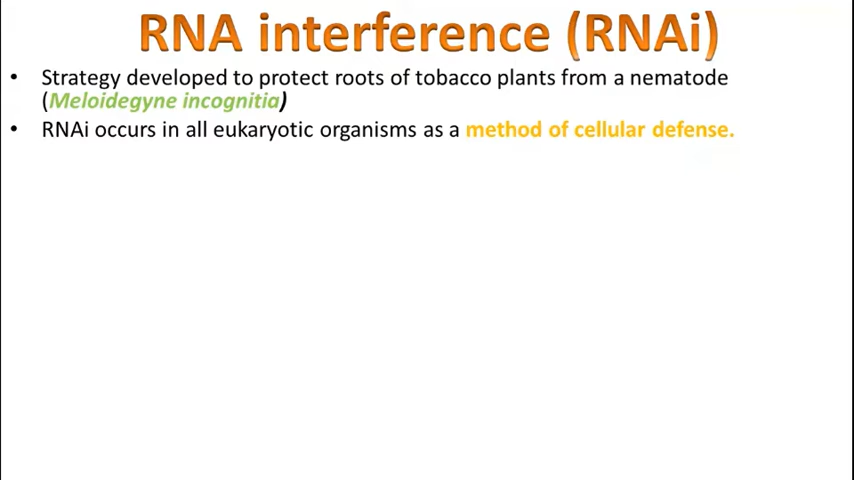 RNA interference (RNAi)
• Strategy developed to protect roots of tobacco plants from a nematode
(Meloidegyne incognitia)
• RNAi occurs in all eukaryotic organisms as a method of cellular defense.